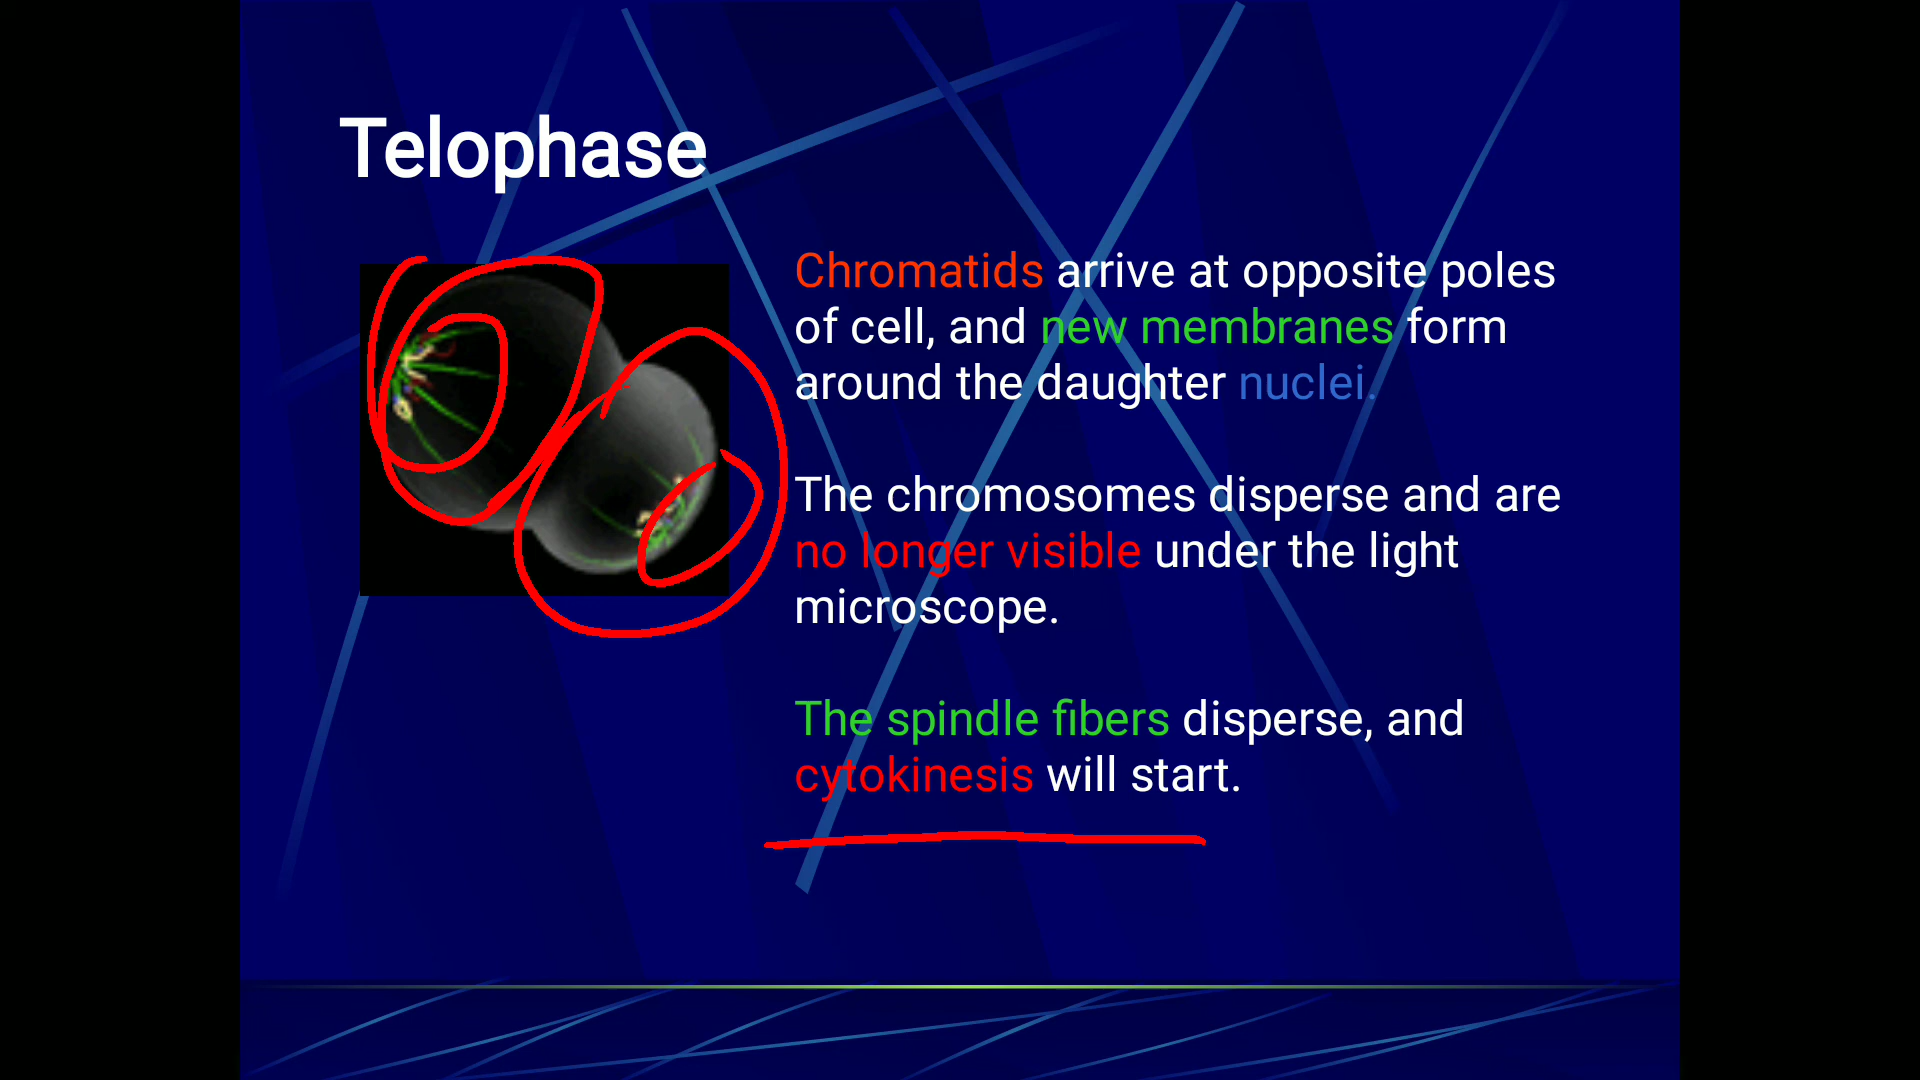 Telophase
Chromatids arrive at opposite poles
of cell, and new membranes form
around the daughter nuclei.
The chromosomes disperse and are
no longer visible under the light
microscope.
The spindle fibers disperse, and
cytokinesis will start.